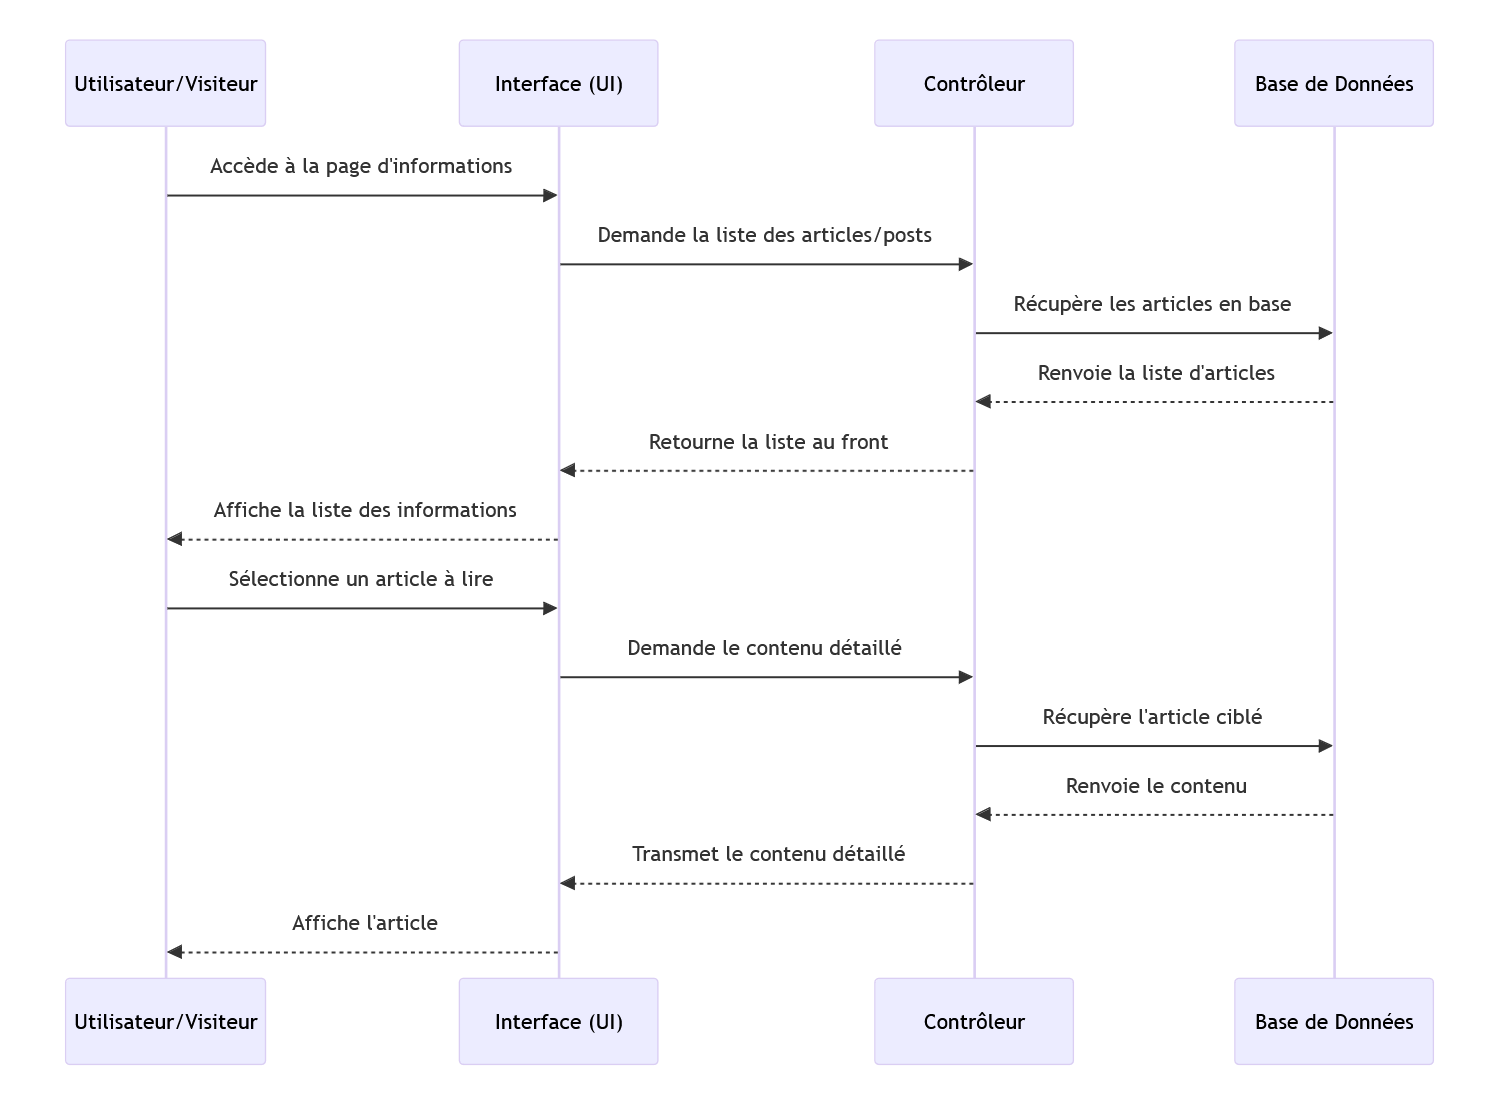 Utilisateur/Visiteur
Interface (UI)
Contrôleur
Base de Données
Accède à la page d'informations
Demande la liste des articles/posts
Récupère les articles en base
Renvoie la liste d'articles
Retourne la liste au front
Affiche la liste des informations
Sélectionne un article à lire
Demande le contenu détaillé
Récupère l'article ciblé
Renvoie le contenu
Transmet le contenu détaillé
Affiche l'article
Utilisateur/Visiteur
Interface (UI)
Contrôleur
Base de Données